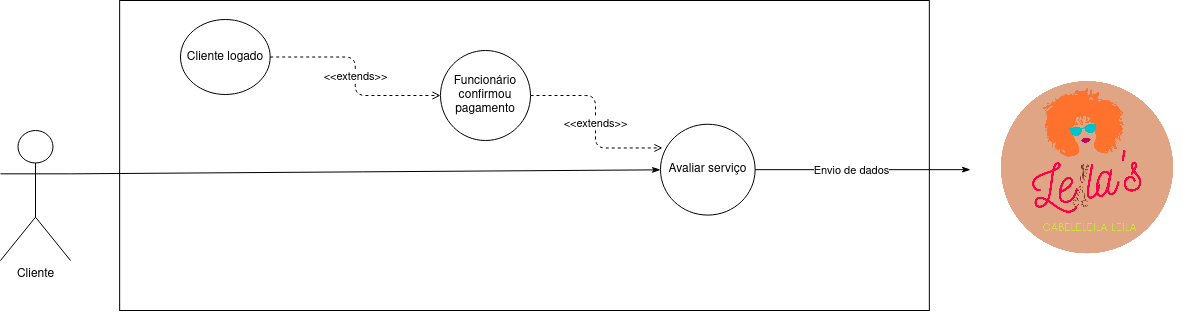 Cliente logado
<<extends>>
Funcionário
confirmou
pagamento
<<extends>>
Avaliar serviço
Envio de dados
Cliente
Leila's
CABELELEILA LEILA